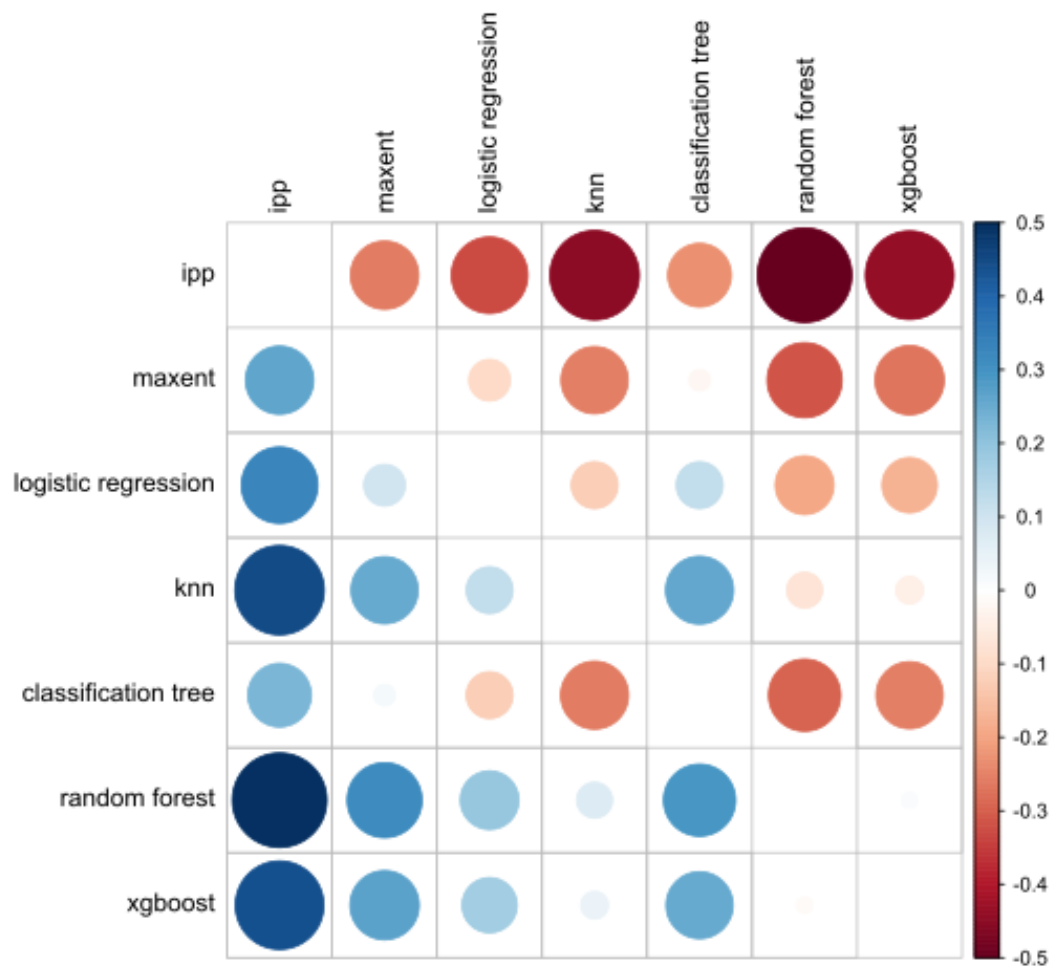 ipp
maxent
logistic regression
knn
classification tree
random forest
xgboost
ipp
maxent
logistic regression
knn
classification tree
random forest
xgboost
0.5
0.4
0.3
0.2
0.1
0
-0.1
-0.2
-0.3
-0.4
-0.5